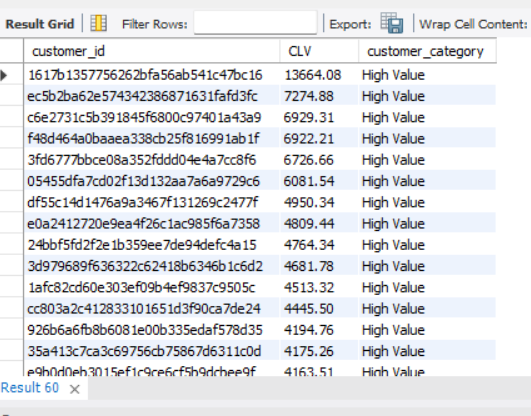 Result Grid Filter Rows: Export: Wrap Cell Content:
customer_id CLV customer_category
1617b1357756262bfa56ab541c47bc16 13664.08 High Value
ec5b2ba62e574342386871631fafd3fc 7274.88 High Value
c6e2731c5b391845f6800c97401a43a9 6929.31 High Value
f48d464a0baaea338cb25f816991ab1f 6922.21 High Value
3fd6777bbce08a352fddd04e4a7cc8f6 6726.66 High Value
05455dfa7cd02f13d132aa7a6a9729c6 6081.54 High Value
df55c14d1476a9a3467f131269c2477f 4950.34 High Value
e0a2412720e9ea4f26c1ac985f6a7358 4809.44 High Value
24bbf5fd2f2e1b359ee7de94defc4a15 4764.34 High Value
3d979689f636322c62418b6346b1c6d2 4681.78 High Value
1afc82cd60e303ef09b4ef9837c9505c 4513.32 High Value
cc803a2c412833101651d3f90ca7de24 4445.50 High Value
926b6a6fb8b6081e00b335edaf578d35 4194.76 High Value
35a413c7ca3c69756cb75867d6311c0d 4175.26 High Value
e9b0d0eb3015ef1c9ce6cf5b9dcbee9f 4163.51 High Value
Result 60